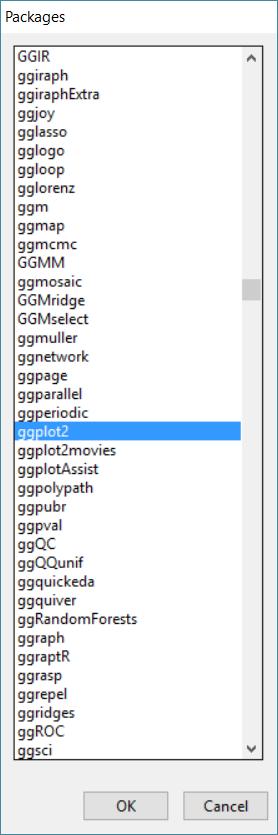 Packages
GGIR
ggiraph
ggiraphExtra
ggjoy
gglasso
gglogo
ggloop
gglorenz
ggm
ggmap
ggmcmc
GGMM
ggmosaic
GGMridge
GGMselect
ggmuller
ggnetwork
ggpage
ggparallel
ggperiodic
ggplot2
ggplot2movies
ggplotAssist
ggpolypath
ggpubr
ggpval
ggQC
ggQQunif
ggquickeda
ggquiver
ggRandomForests
ggraph
ggraptR
ggrasp
ggrepel
ggridges
ggROC
ggsci
OK Cancel